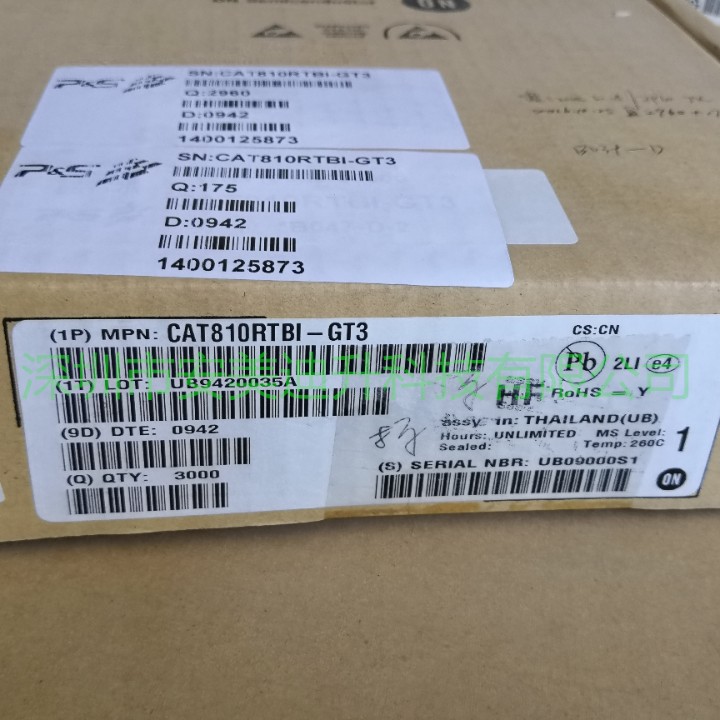 ON
SN:CAT810RTBI-GT3
Q:2960
D:0942
1400125873
P&S
SN:CAT810RTBI-GT3
Q:175
D:0942
1400125873
(1P) MPN: CAT810RTBI-GT3
CS:CN
Pb 2LI e4
深圳市安美迪升科技有限公司
(1T) LOT: UB9420035A
HF RoHS - Y
assy. in: THAILAND(UB)
(9D) DTE: 0942
Hours: UNLIMITED MS Level: 1
Sealed: Temp: 260C
(Q) QTY: 3000
(S) SERIAL NBR: UB09000S1
ON